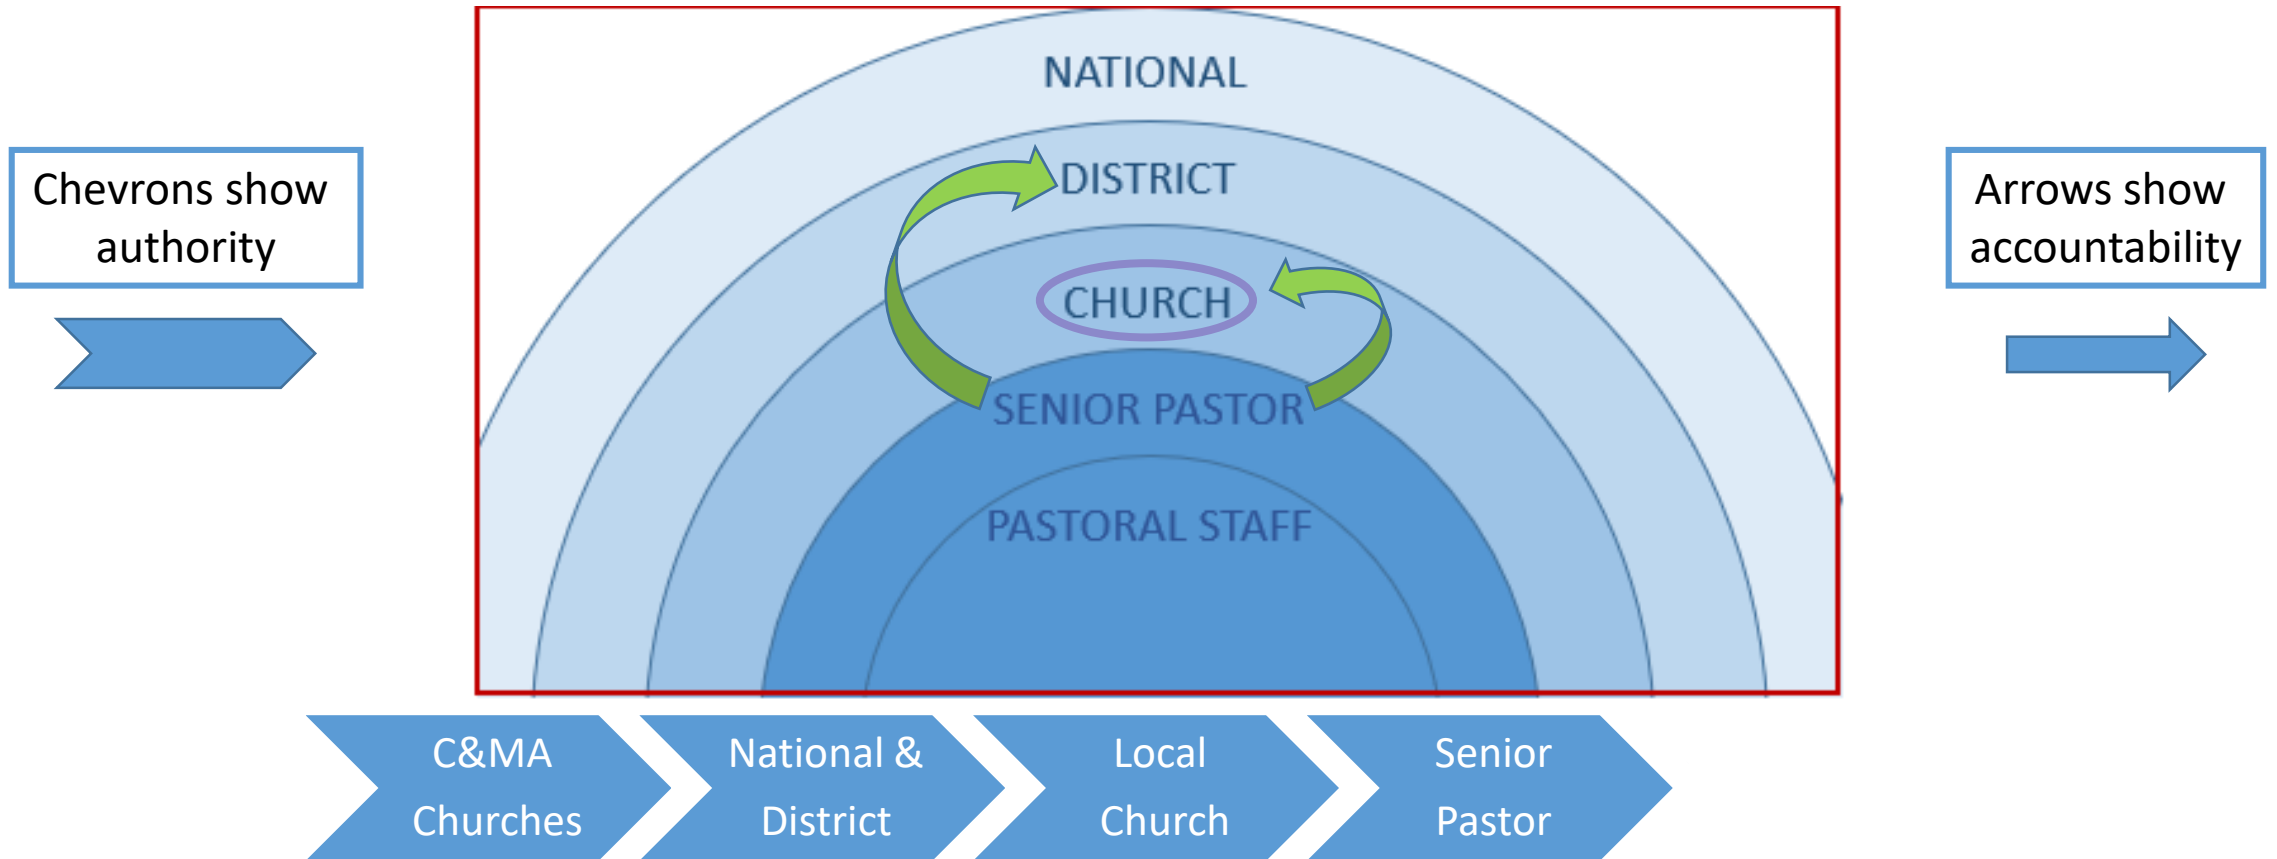 NATIONAL
Chevrons show
authority
DISTRICT
Arrows show
accountability
CHURCH
SENIOR PASTOR
PASTORAL STAFF
C&MA
Churches
National &
District
Local
Church
Senior
Pastor